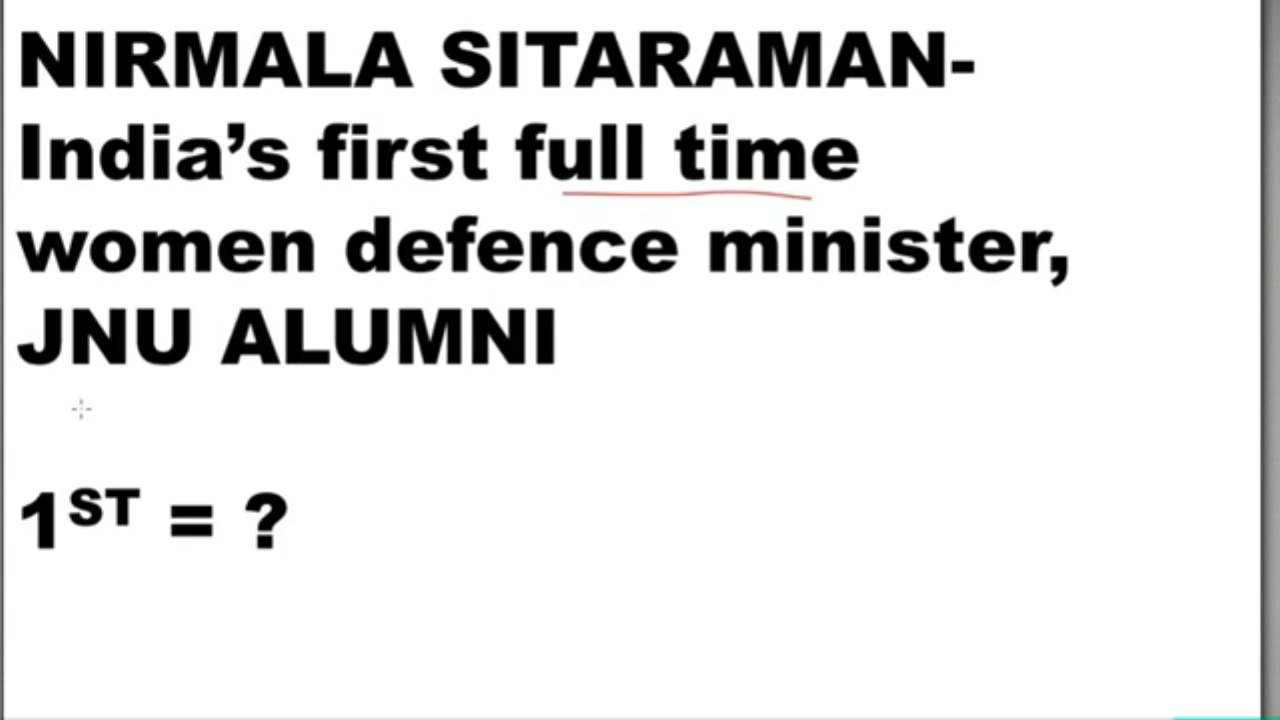 NIRMALA SITARAMAN-
India’s first full time
women defence minister,
JNU ALUMNI
1ST = ?